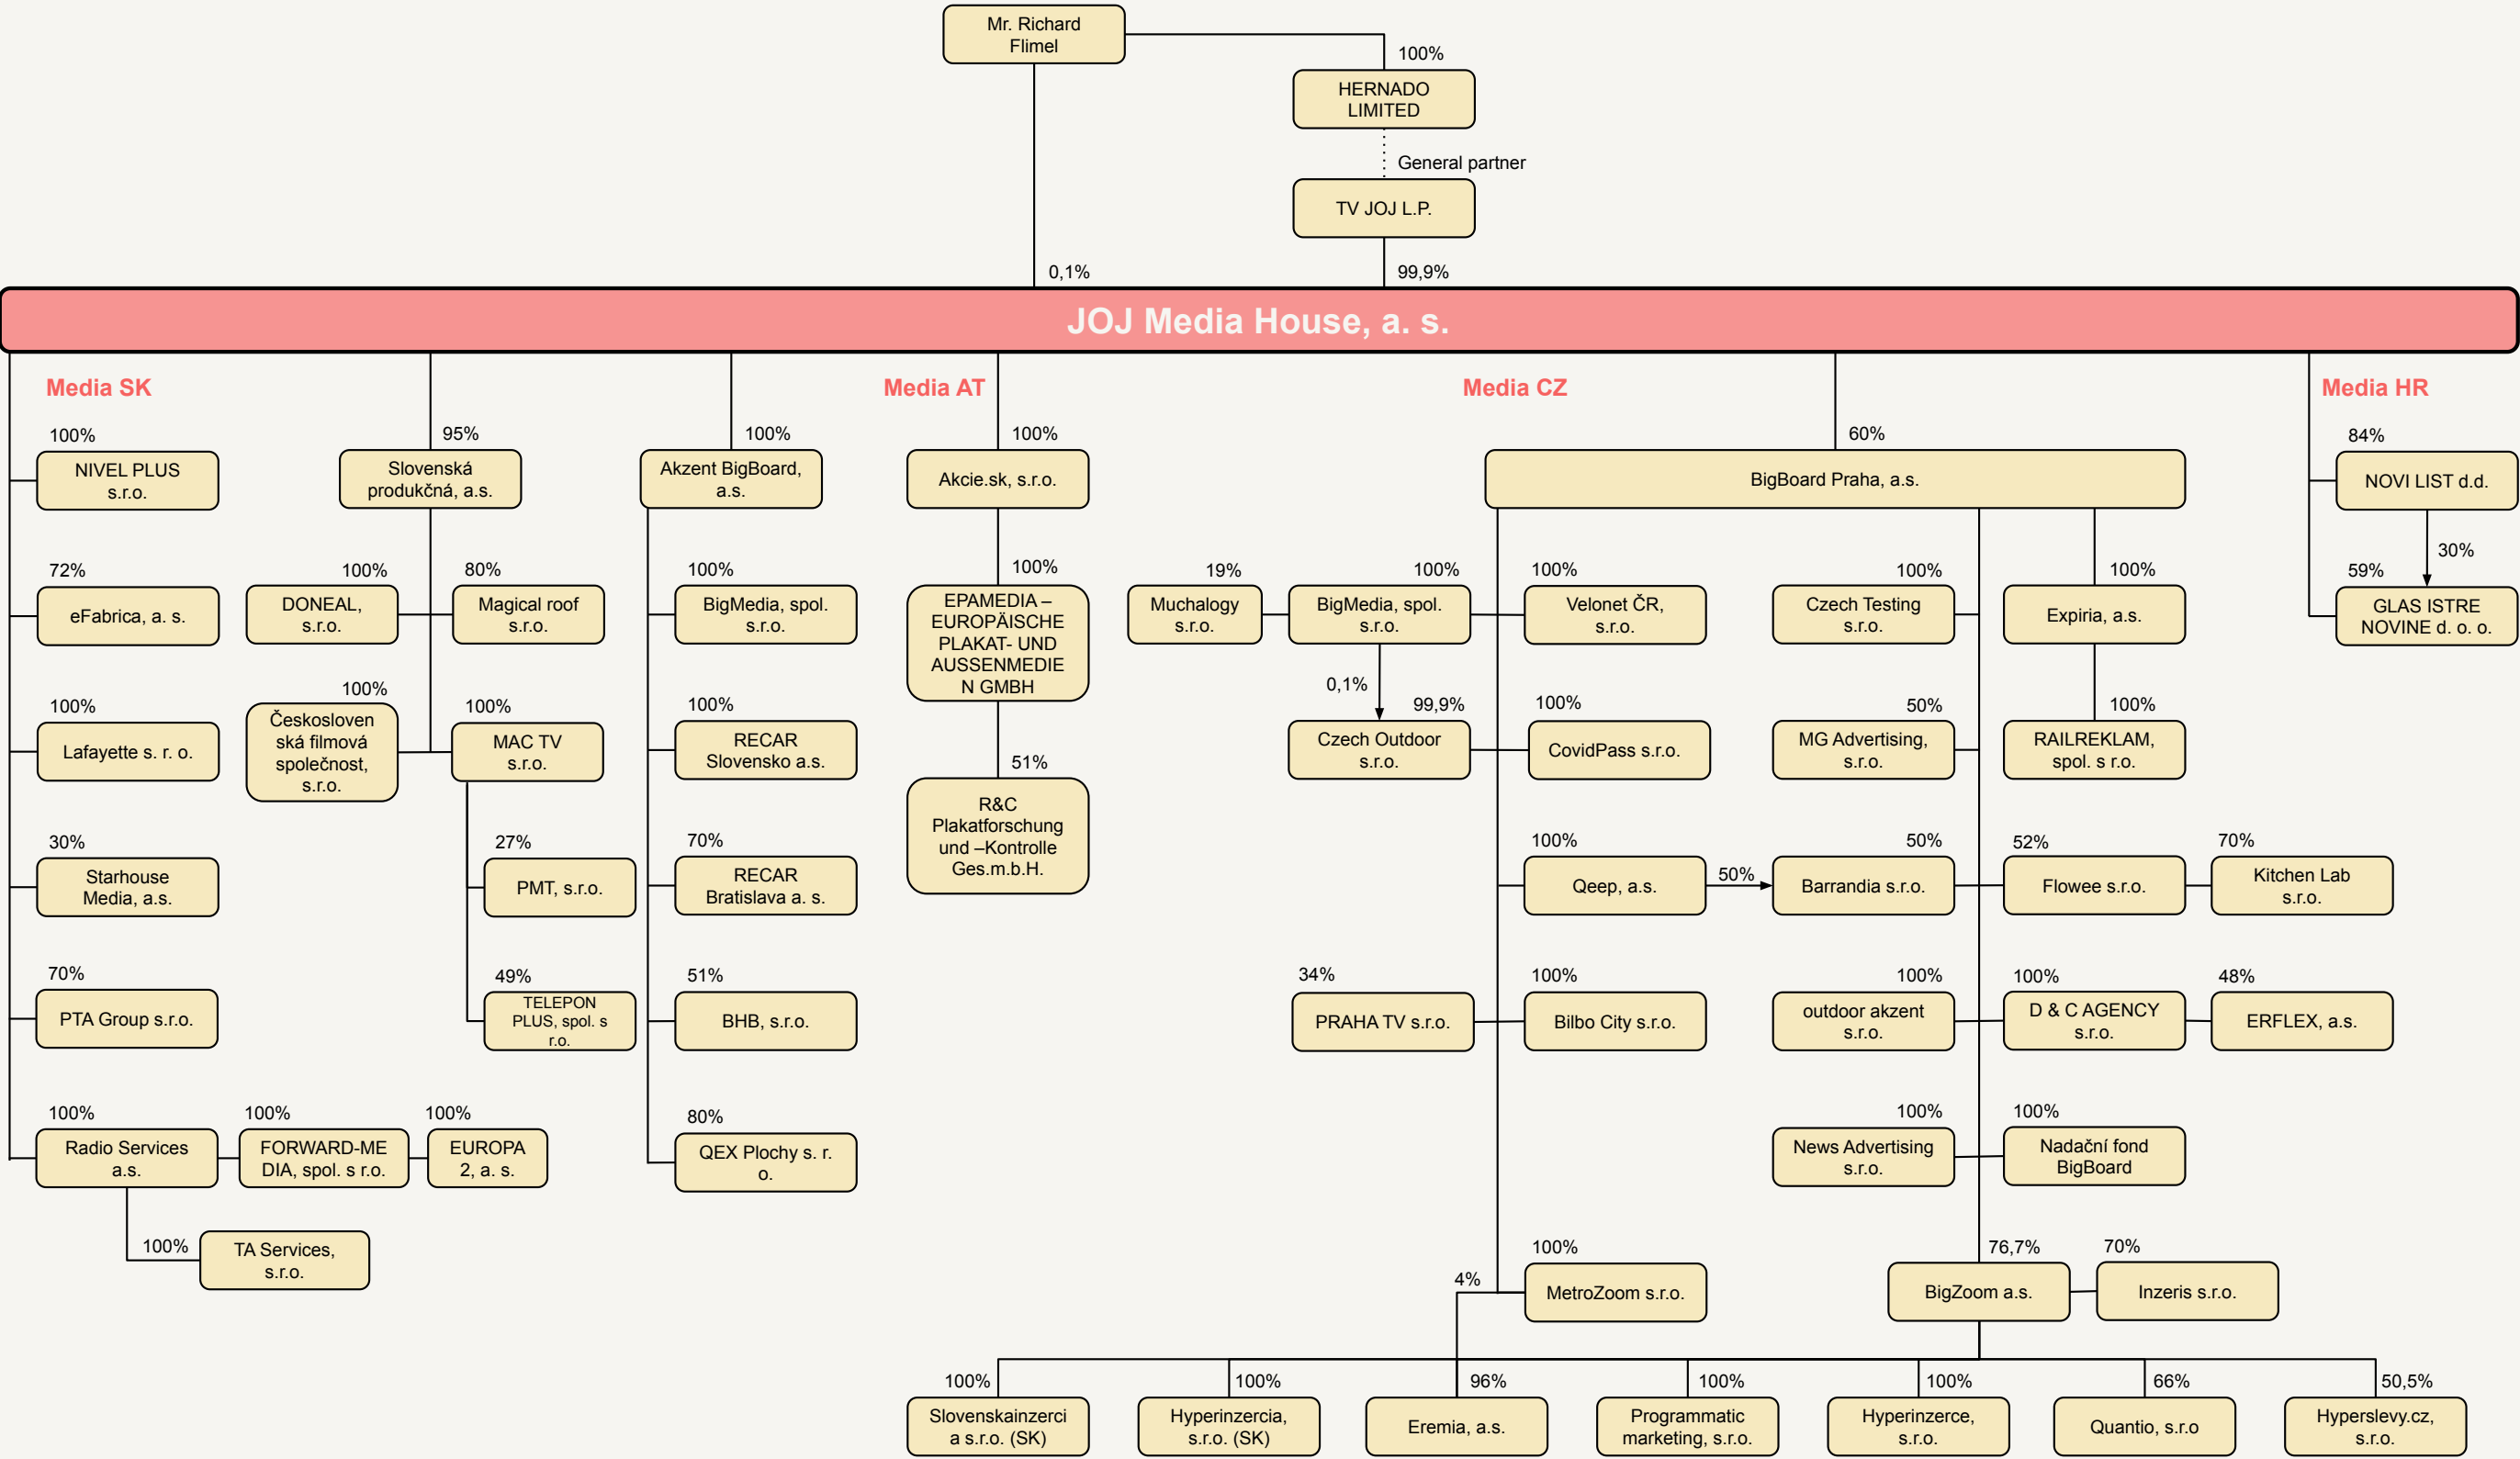 Mr. Richard
Flimel
100%
HERNADO
LIMITED
General partner
TV JOJ L.P.
0,1%
99,9%
JOJ Media House, a. s.
Media SK
Media AT
Media CZ
Media HR
100%
NIVEL PLUS
s.r.o.
72%
eFabrica, a. s.
100%
Lafayette s. r. o.
30%
Starhouse
Media, a.s.
70%
PTA Group s.r.o.
100%
Radio Services
a.s.
100%
FORWARD-ME
DIA, spol. s r.o.
100%
EUROPA
2, a. s.
100%
TA Services,
s.r.o.
95%
Slovenská
produkčná, a.s.
100%
DONEAL,
s.r.o.
80%
Magical roof
s.r.o.
100%
Českosloven
ská filmová
společnost,
s.r.o.
100%
MAC TV
s.r.o.
27%
PMT, s.r.o.
49%
TELEPON
PLUS, spol. s
r.o.
100%
Akzent BigBoard,
a.s.
100%
BigMedia, spol.
s.r.o.
100%
RECAR
Slovensko a.s.
70%
RECAR
Bratislava a. s.
51%
BHB, s.r.o.
80%
QEX Plochy s. r.
o.
100%
Akcie.sk, s.r.o.
100%
EPAMEDIA –
EUROPÄISCHE
PLAKAT- UND
AUSSENMEDIE
N GMBH
51%
R&C
Plakatforschung
und –Kontrolle
Ges.m.b.H.
60%
BigBoard Praha, a.s.
19%
Muchalogy
s.r.o.
100%
BigMedia, spol.
s.r.o.
100%
Velonet ČR,
s.r.o.
100%
Czech Testing
s.r.o.
100%
Expiria, a.s.
0,1%
99,9%
Czech Outdoor
s.r.o.
100%
CovidPass s.r.o.
50%
MG Advertising,
s.r.o.
100%
RAILREKLAM,
spol. s r.o.
100%
Qeep, a.s.
50%
50%
Barrandia s.r.o.
52%
Flowee s.r.o.
70%
Kitchen Lab
s.r.o.
34%
PRAHA TV s.r.o.
100%
Bilbo City s.r.o.
100%
outdoor akzent
s.r.o.
100%
D & C AGENCY
s.r.o.
48%
ERFLEX, a.s.
100%
News Advertising
s.r.o.
100%
Nadační fond
BigBoard
4%
100%
MetroZoom s.r.o.
76,7%
BigZoom a.s.
70%
Inzeris s.r.o.
100%
Slovenskainzerci
a s.r.o. (SK)
100%
Hyperinzercia,
s.r.o. (SK)
96%
Eremia, a.s.
100%
Programmatic
marketing, s.r.o.
100%
Hyperinzerce,
s.r.o.
66%
Quantio, s.r.o
50,5%
Hyperslevy.cz,
s.r.o.
84%
NOVI LIST d.d.
30%
59%
GLAS ISTRE
NOVINE d. o. o.